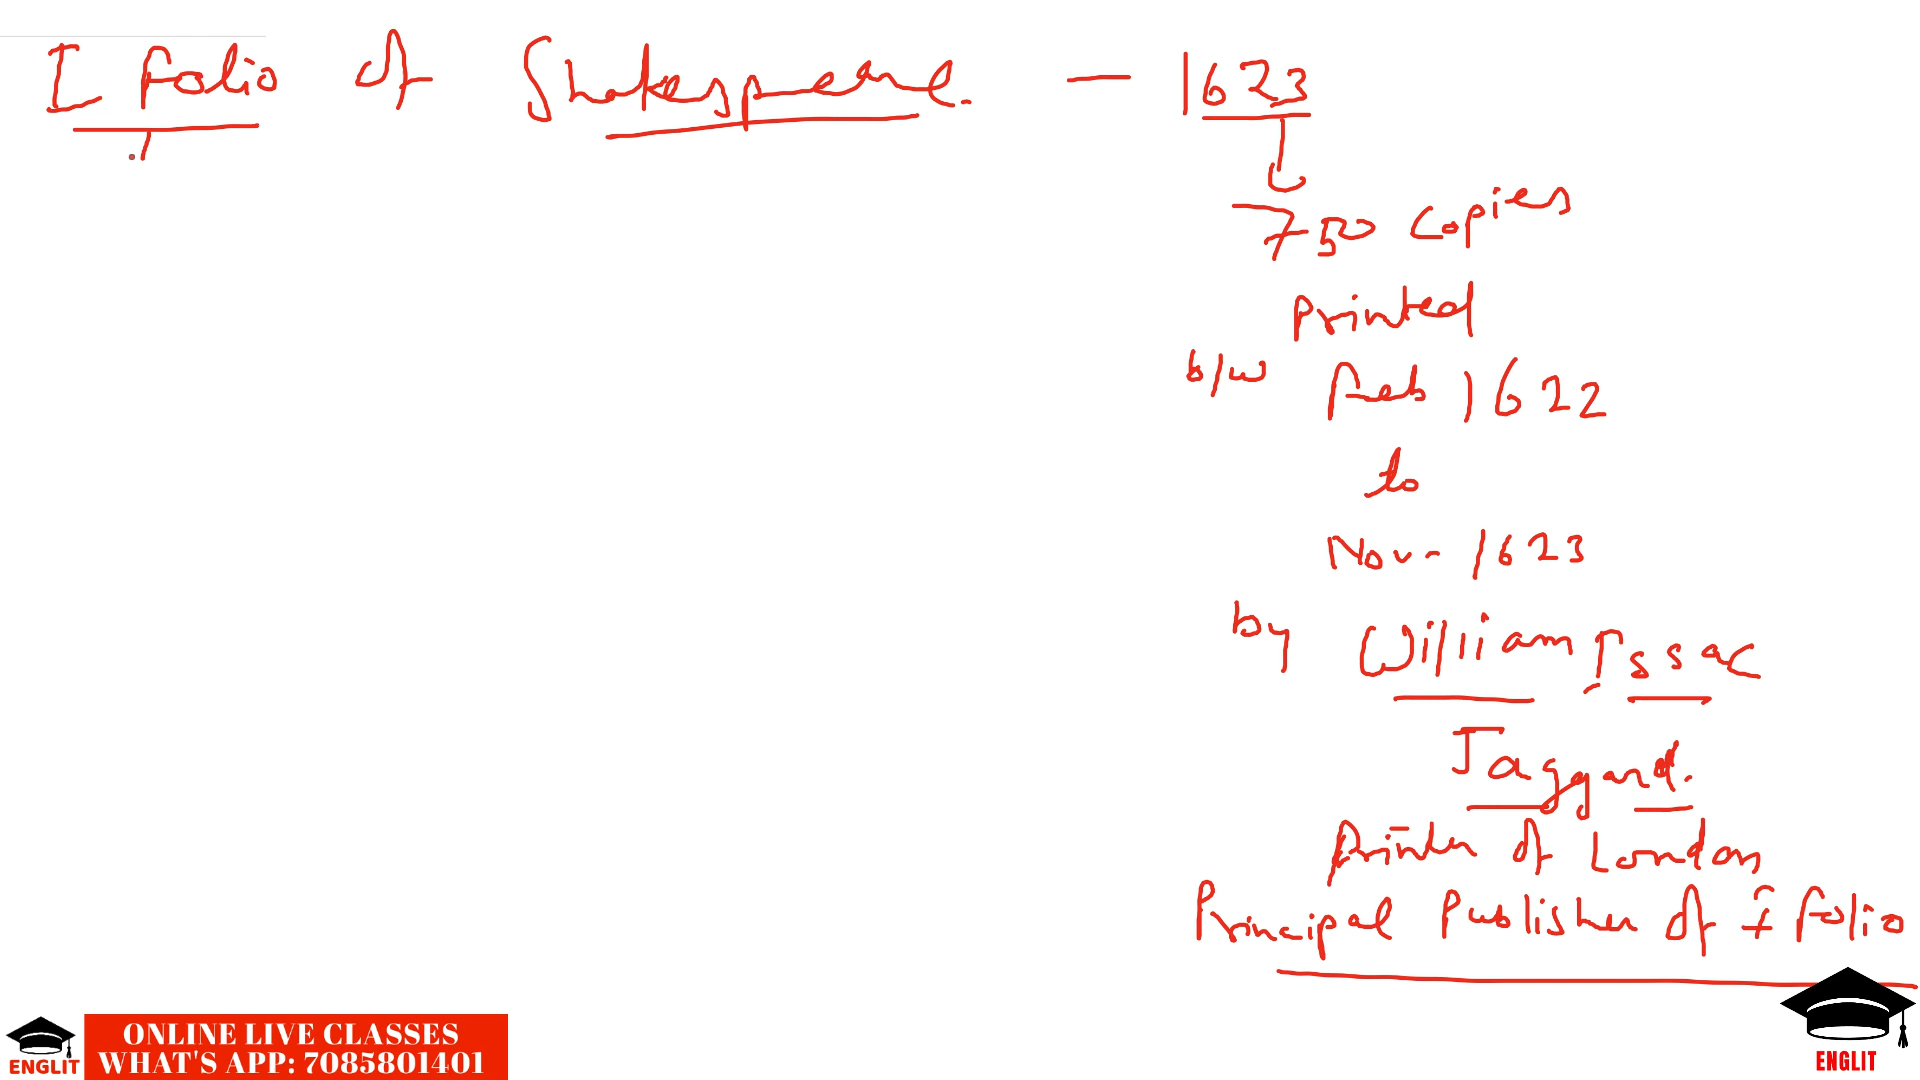 I Folio of Shakespeare. — 1623
750 Copies
Printed
b/w Feb 1622
to
Nov- 1623
by William Issac
Jaggard.
Printer of London
Principal Publisher of I Folio
ONLINE LIVE CLASSES
WHAT'S APP: 7085801401
ENGLIT
ENGLIT